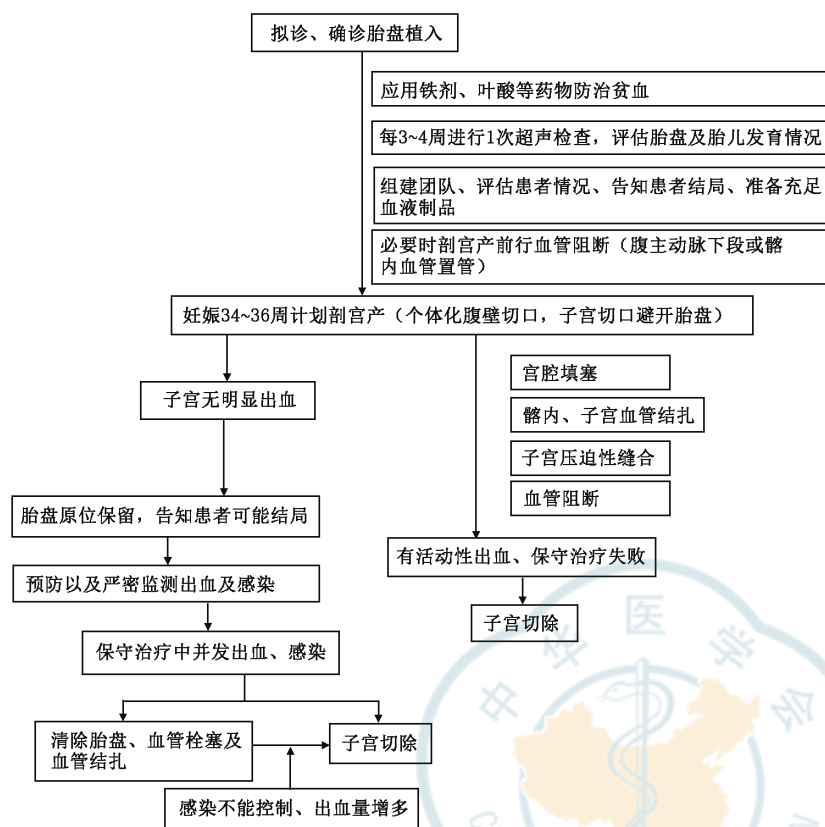 拟诊、确诊胎盘植入
应用铁剂、叶酸等药物防治贫血
每3~4周进行1次超声检查，评估胎盘及胎儿发育情况
组建团队、评估患者情况、告知患者结局、准备充足
血液制品
必要时剖宫产前行血管阻断（腹主动脉下段或髂
内血管置管）
妊娠34~36周计划剖宫产（个体化腹壁切口，子宫切口避开胎盘）
子宫无明显出血
宫腔填塞
髂内、子宫血管结扎
子宫压迫性缝合
血管阻断
胎盘原位保留，告知患者可能结局
有活动性出血、保守治疗失败
预防以及严密监测出血及感染
子宫切除
保守治疗中并发出血、感染
清除胎盘、血管栓塞及
血管结扎
子宫切除
感染不能控制、出血量增多
中华医学会